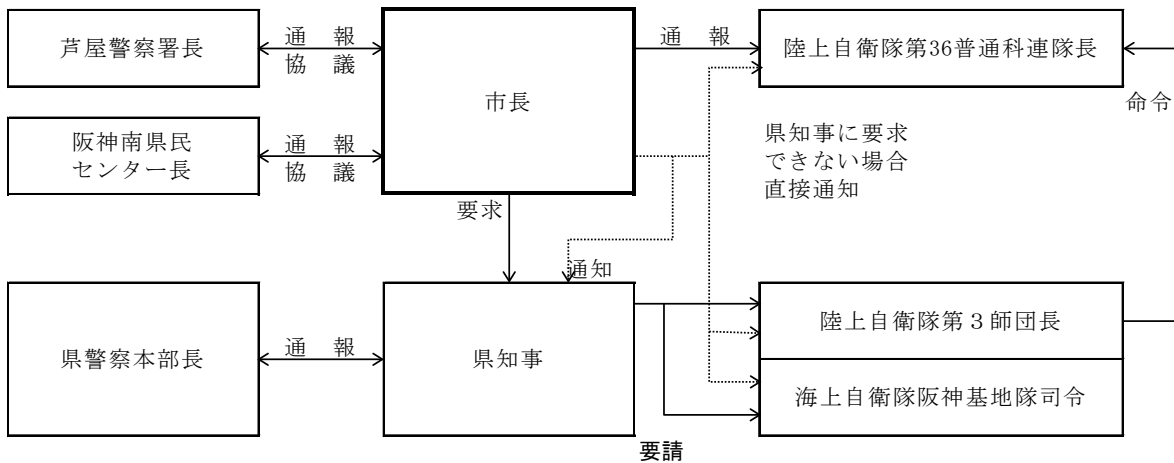 芦屋警察署長
通　報
協　議
市長
通　報
陸上自衛隊第36普通科連隊長
命令
阪神南県民
センター長
通　報
協　議
県知事に要求
できない場合
直接通知
要求
通知
県警察本部長
通　報
県知事
陸上自衛隊第３師団長
海上自衛隊阪神基地隊司令
要請